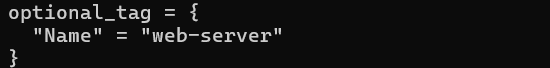 optional_tag = {
  "Name" = "web-server"
}